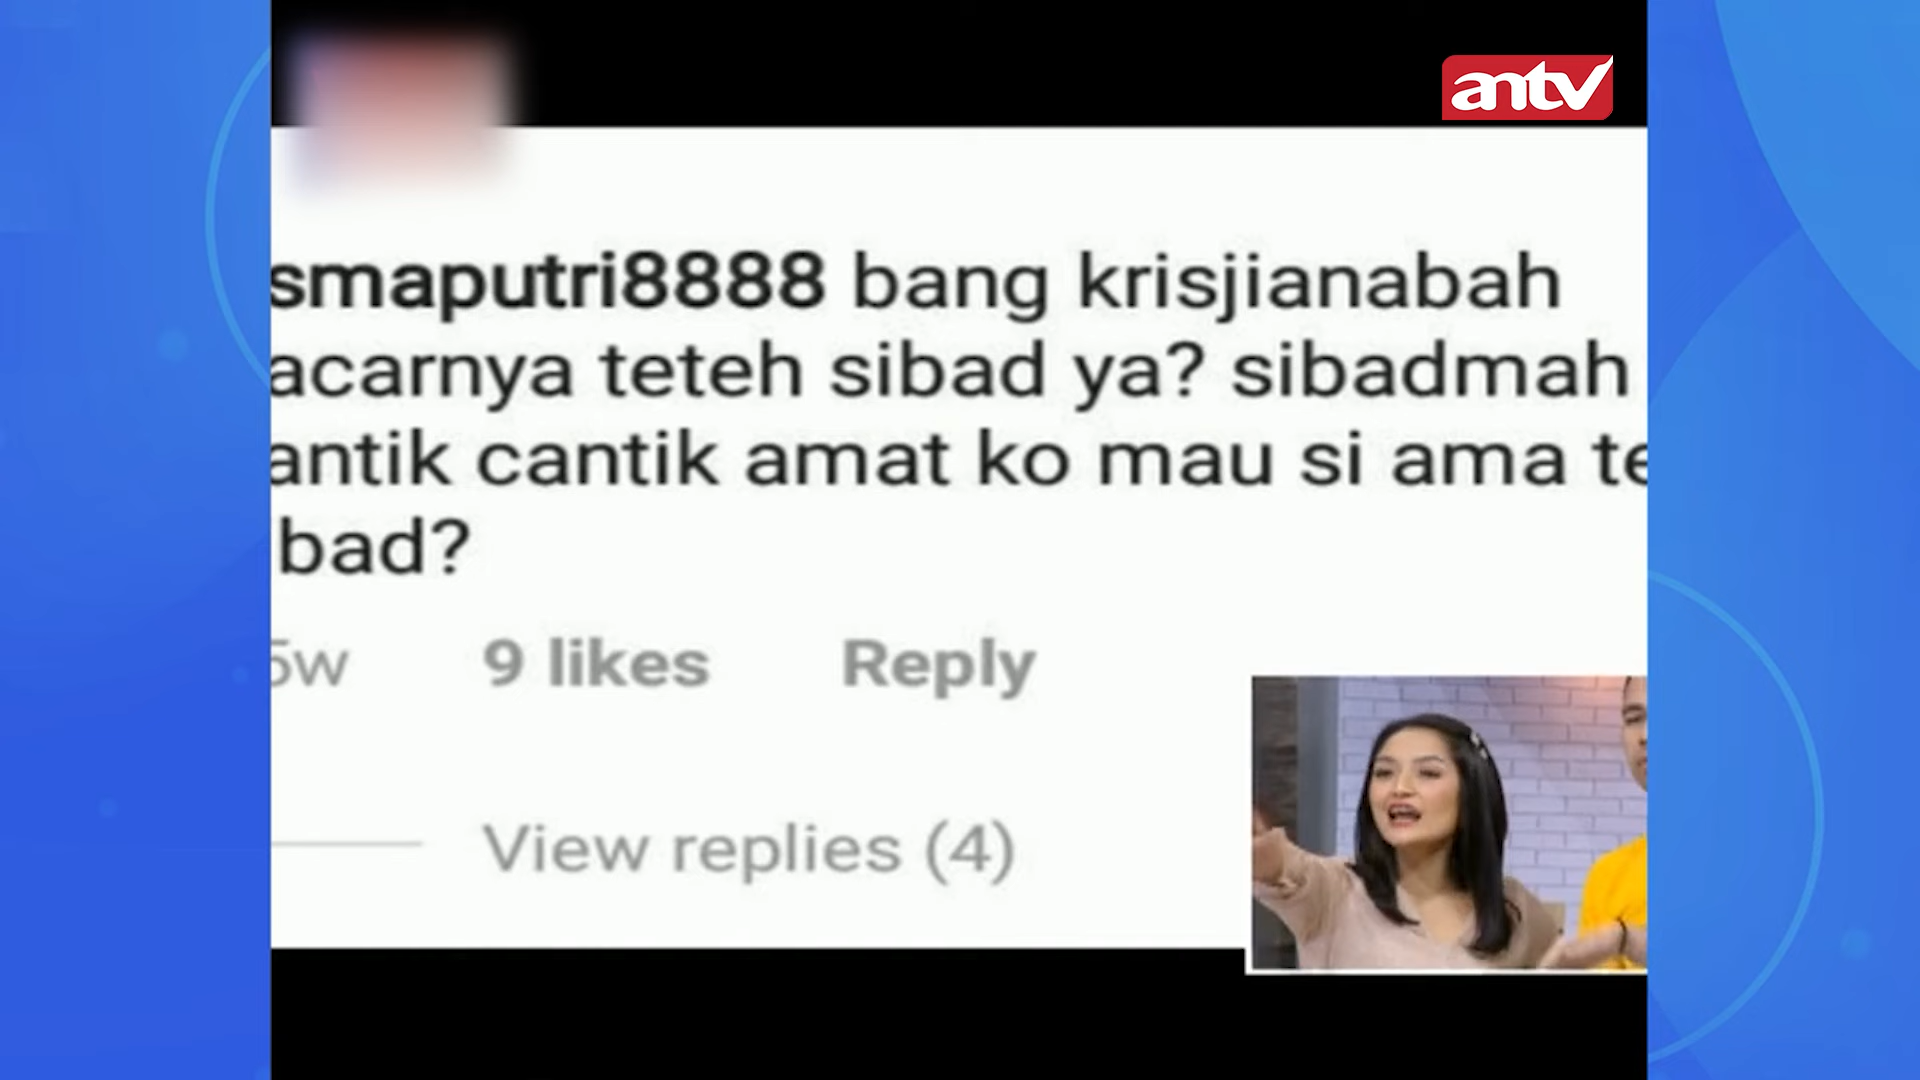 antv
smaputri8888 bang krisjianabah
acarnya teteh sibad ya? sibadmah
antik cantik amat ko mau si ama te
bad?
5w 9 likes Reply
View replies (4)